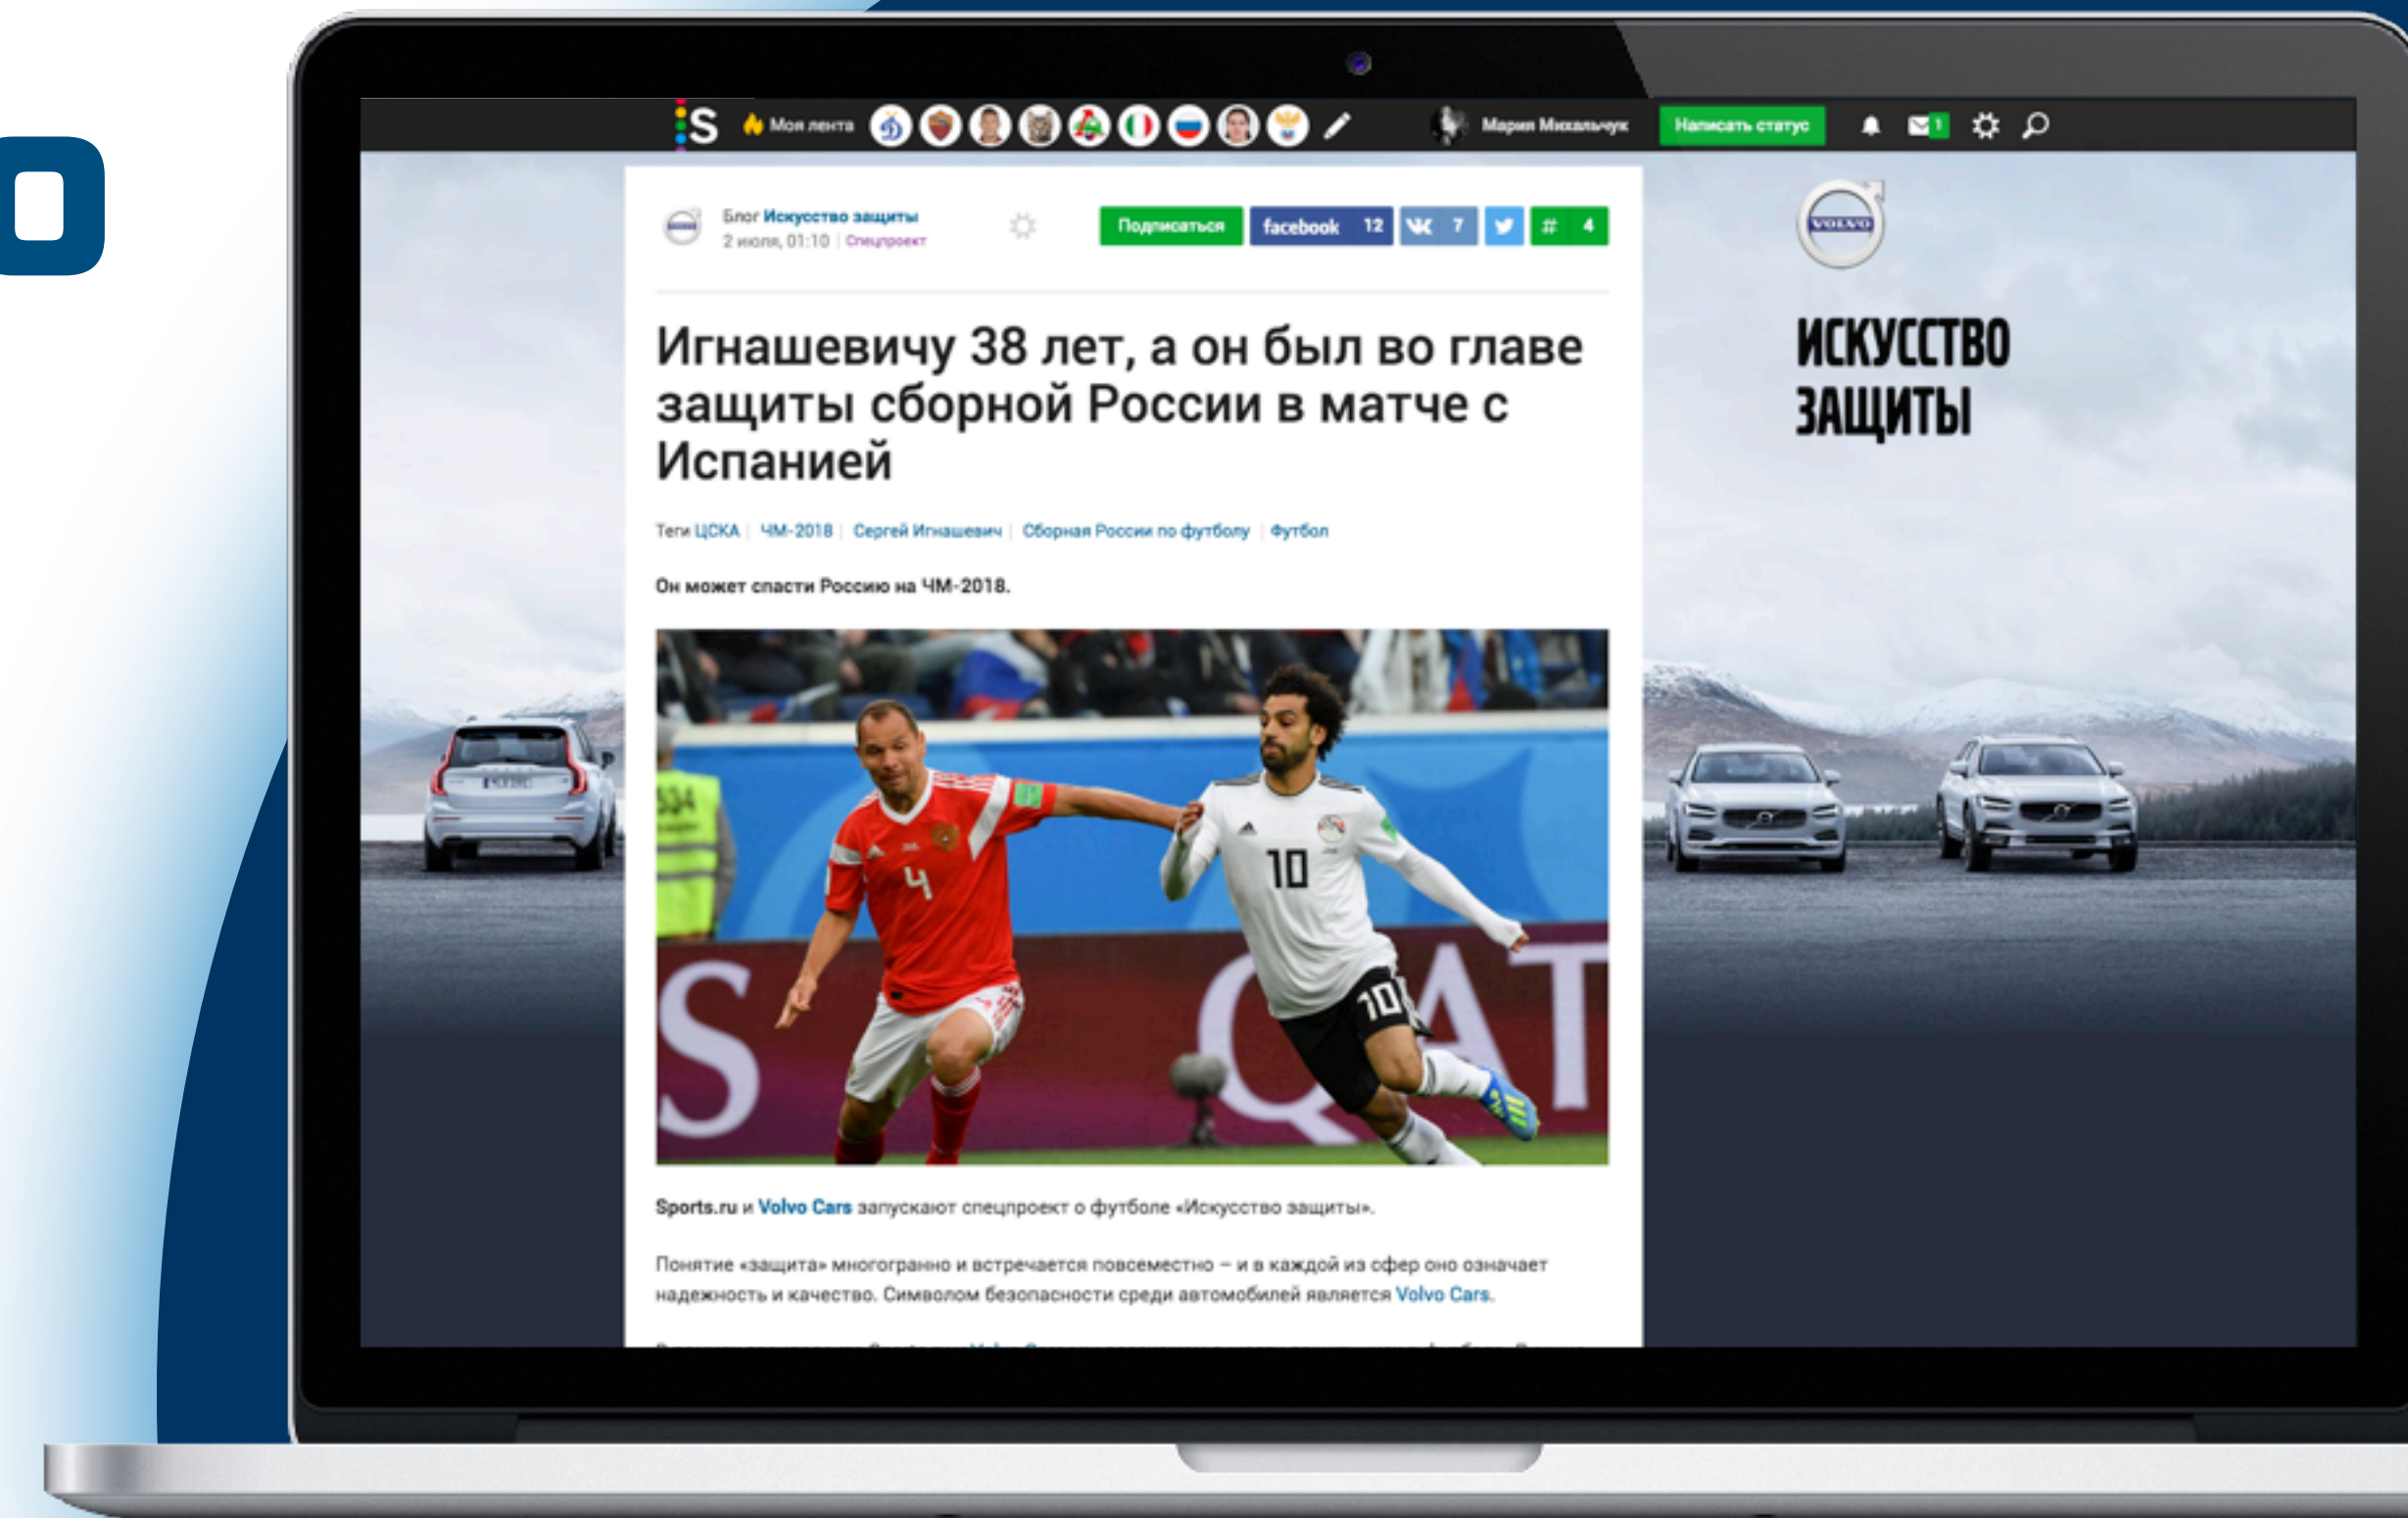 о
S Моя лента Мария Михальчук Написать статус 1
Блог Искусство защиты
2 июля, 01:10 | Спецпроект
Подписаться facebook 12 7 # 4
VOLVO
ИСКУССТВО
ЗАЩИТЫ
Игнашевичу 38 лет, а он был во главе
защиты сборной России в матче с
Испанией
Теги ЦСКА | ЧМ-2018 | Сергей Игнашевич | Сборная России по футболу | Футбол
Он может спасти Россию на ЧМ-2018.
4
10
10
S QAT
Sports.ru и Volvo Cars запускают спецпроект о футболе «Искусство защиты».
Понятие «защита» многогранно и встречается повсеместно – и в каждой из сфер оно означает
надежность и качество. Символом безопасности среди автомобилей является Volvo Cars.